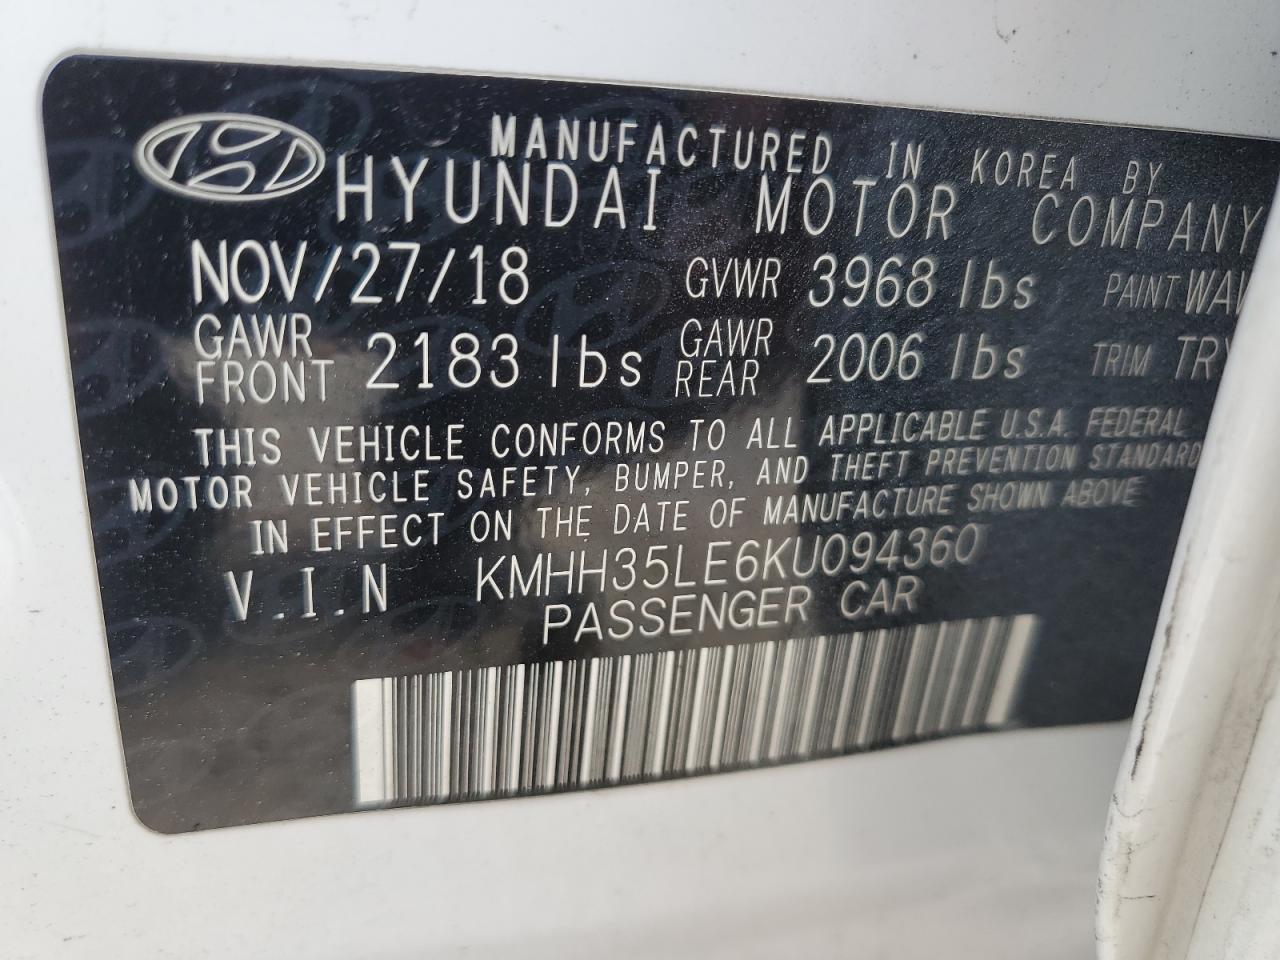 MANUFACTURED IN KOREA BY
HYUNDAI MOTOR COMPANY
NOV/27/18 GVWR 3968 lbs PAINT
GAWR FRONT 2183 lbs GAWR REAR 2006 lbs TRIM
THIS VEHICLE CONFORMS TO ALL APPLICABLE U.S.A. FEDERAL
MOTOR VEHICLE SAFETY, BUMPER, AND THEFT PREVENTION STANDARD
IN EFFECT ON THE DATE OF MANUFACTURE SHOWN ABOVE
V.I.N KMHH35LE6KU094360
PASSENGER CAR